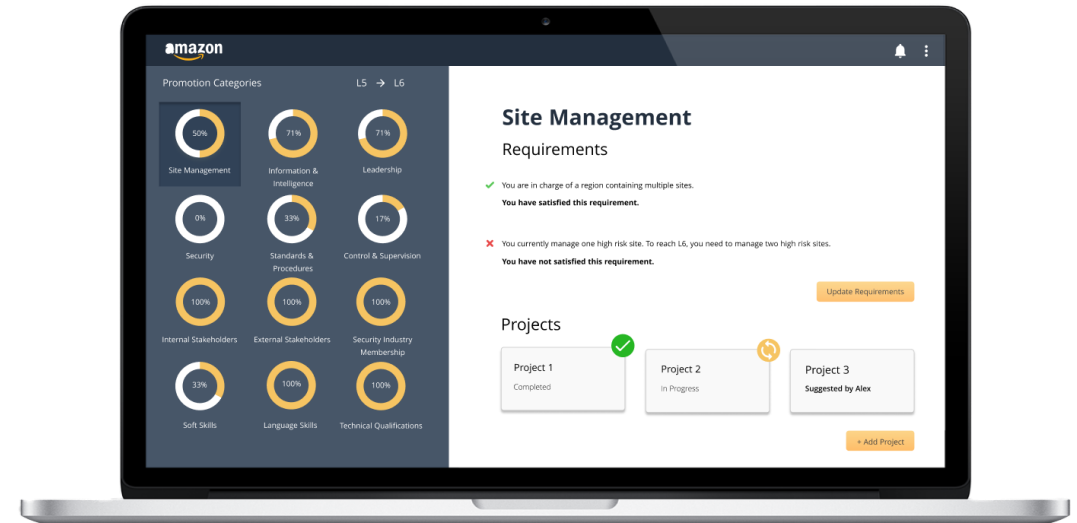 amazon
Promotion Categories L5 → L6
50%
Site Management
71%
Information &
Intelligence
71%
Leadership
0%
Security
33%
Standards &
Procedures
17%
Control & Supervision
100%
Internal Stakeholders
100%
External Stakeholders
100%
Security Industry
Membership
33%
Soft Skills
100%
Language Skills
100%
Technical Qualifications
Site Management
Requirements
You are in charge of a region containing multiple sites.
You have satisfied this requirement.
You currently manage one high risk site. To reach L6, you need to manage two high risk sites.
You have not satisfied this requirement.
Update Requirements
Projects
Project 1
Completed
Project 2
In Progress
Project 3
Suggested by Alex
+ Add Project